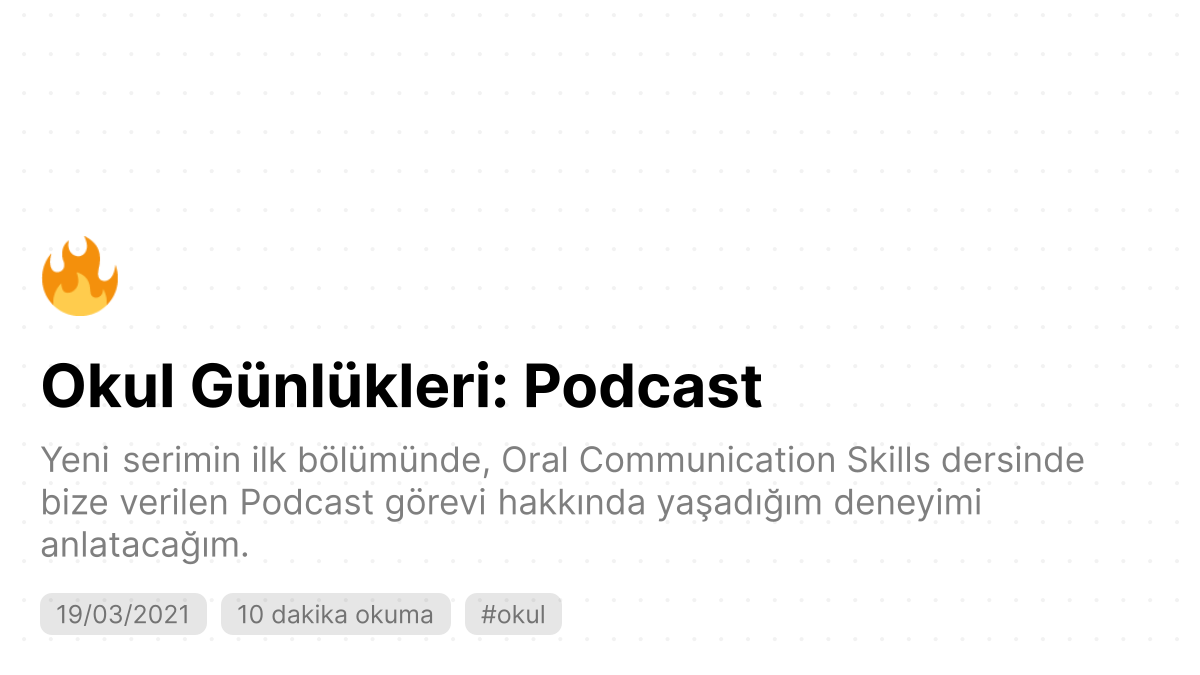 Okul Günlükleri: Podcast
Yeni serimin ilk bölümünde, Oral Communication Skills dersinde
bize verilen Podcast görevi hakkında yaşadığım deneyimi
anlatacağım.
19/03/2021 10 dakika okuma #okul